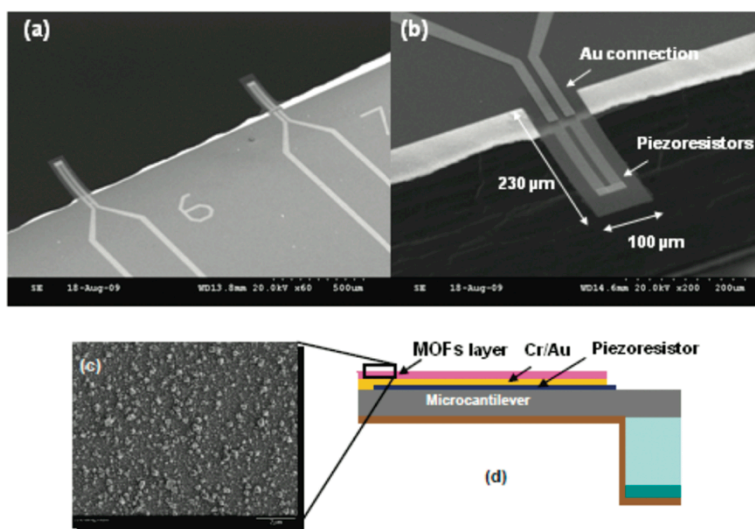 (a)
6
7
SE 18-Aug-09 WD13.8mm 20.0kV x60 500um
(b)
Au connection
Piezoresistors
230 µm
100 µm
SE 18-Aug-09 WD14.6mm 20.0kV x200 200um
(c)
MOFs layer Cr/Au Piezoresistor
Microcantilever
(d)